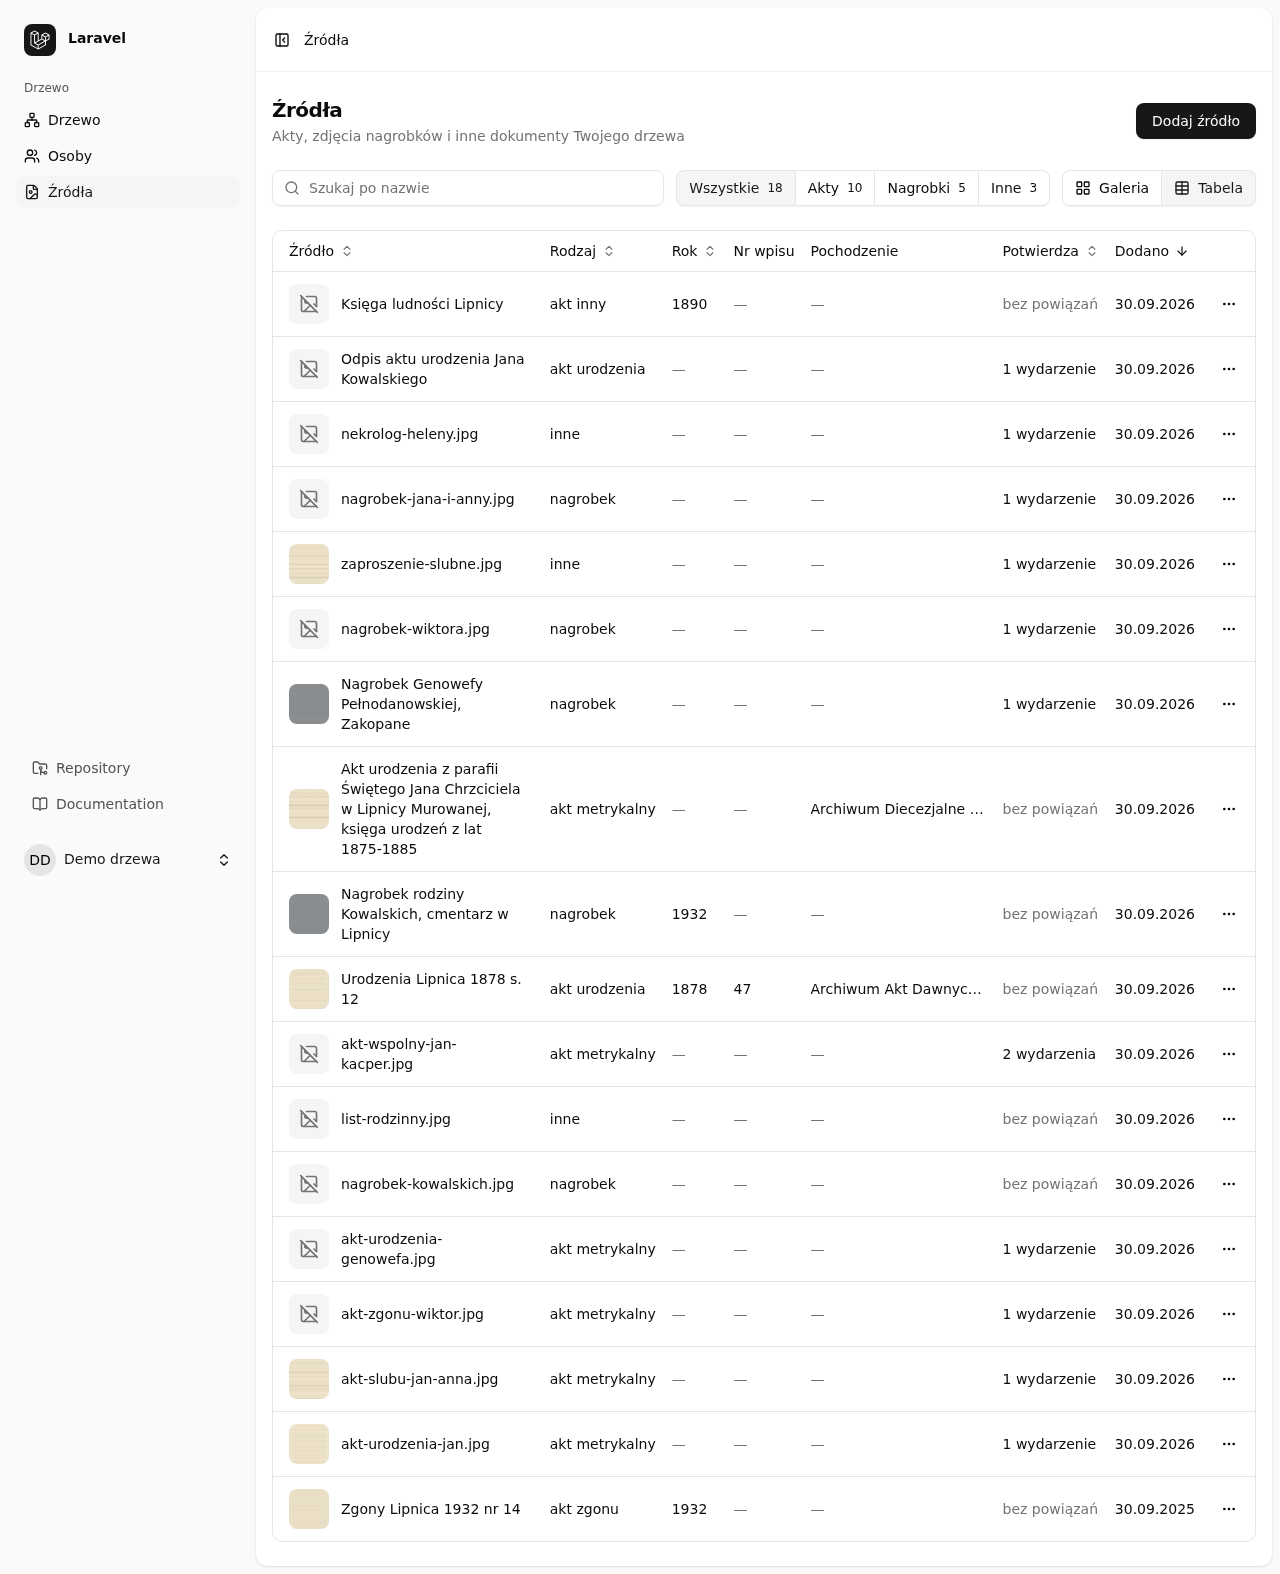 Laravel
Źródła
Drzewo
Drzewo
Osoby
Źródła
Repository
Documentation
DD Demo drzewa
Źródła
Akty, zdjęcia nagrobków i inne dokumenty Twojego drzewa
Dodaj źródło
Szukaj po nazwie
Wszystkie 18 Akty 10 Nagrobki 5 Inne 3
Galeria Tabela
Źródło Rodzaj Rok Nr wpisu Pochodzenie Potwierdza Dodano
Księga ludności Lipnicy akt inny 1890 — — bez powiązań 30.09.2026
Odpis aktu urodzenia Jana
Kowalskiego
akt urodzenia — — — 1 wydarzenie 30.09.2026
nekrolog-heleny.jpg inne — — — 1 wydarzenie 30.09.2026
nagrobek-jana-i-anny.jpg nagrobek — — — 1 wydarzenie 30.09.2026
zaproszenie-slubne.jpg inne — — — 1 wydarzenie 30.09.2026
nagrobek-wiktora.jpg nagrobek — — — 1 wydarzenie 30.09.2026
Nagrobek Genowefy
Pełnodanowskiej,
Zakopane
nagrobek — — — 1 wydarzenie 30.09.2026
Akt urodzenia z parafii
Świętego Jana Chrzciciela
w Lipnicy Murowanej,
księga urodzeń z lat
1875-1885
akt metrykalny — — Archiwum Diecezjalne ... bez powiązań 30.09.2026
Nagrobek rodziny
Kowalskich, cmentarz w
Lipnicy
nagrobek 1932 — — bez powiązań 30.09.2026
Urodzenia Lipnica 1878 s.
12
akt urodzenia 1878 47 Archiwum Akt Dawnyc... bez powiązań 30.09.2026
akt-wspolny-jan-
kacper.jpg
akt metrykalny — — — 2 wydarzenia 30.09.2026
list-rodzinny.jpg inne — — — bez powiązań 30.09.2026
nagrobek-kowalskich.jpg nagrobek — — — bez powiązań 30.09.2026
akt-urodzenia-
genowefa.jpg
akt metrykalny — — — 1 wydarzenie 30.09.2026
akt-zgonu-wiktor.jpg akt metrykalny — — — 1 wydarzenie 30.09.2026
akt-slubu-jan-anna.jpg akt metrykalny — — — 1 wydarzenie 30.09.2026
akt-urodzenia-jan.jpg akt metrykalny — — — 1 wydarzenie 30.09.2026
Zgony Lipnica 1932 nr 14 akt zgonu 1932 — — bez powiązań 30.09.2025